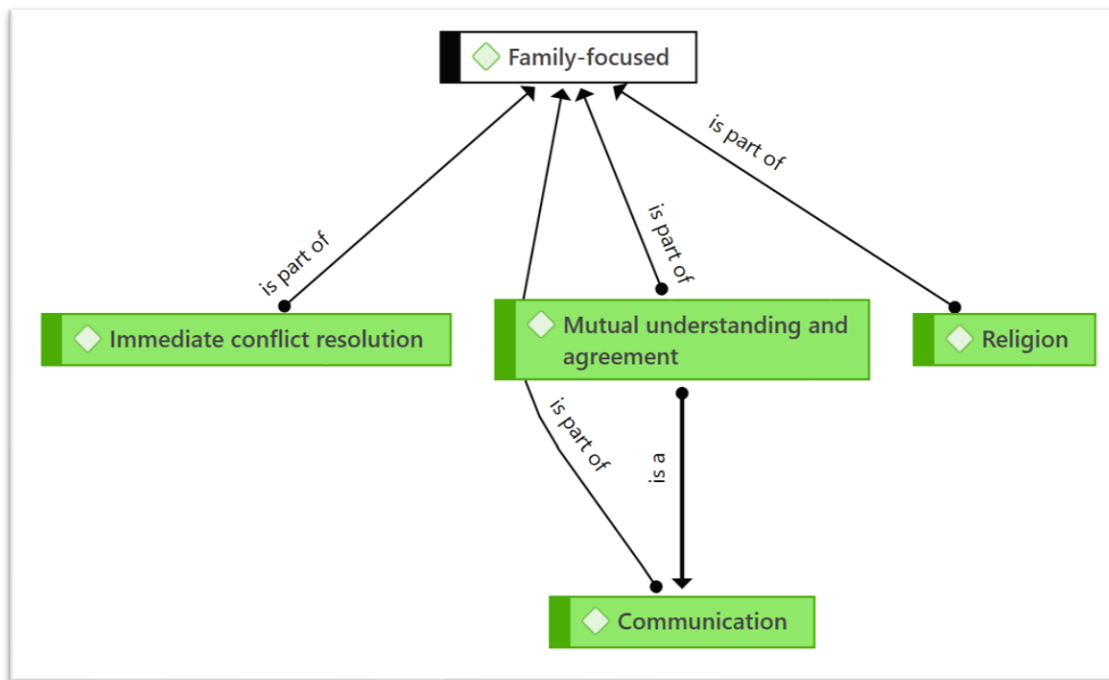 Family-focused
is part of
is part of
is part of
Immediate conflict resolution
Mutual understanding and
agreement
Religion
is part of
is a
Communication